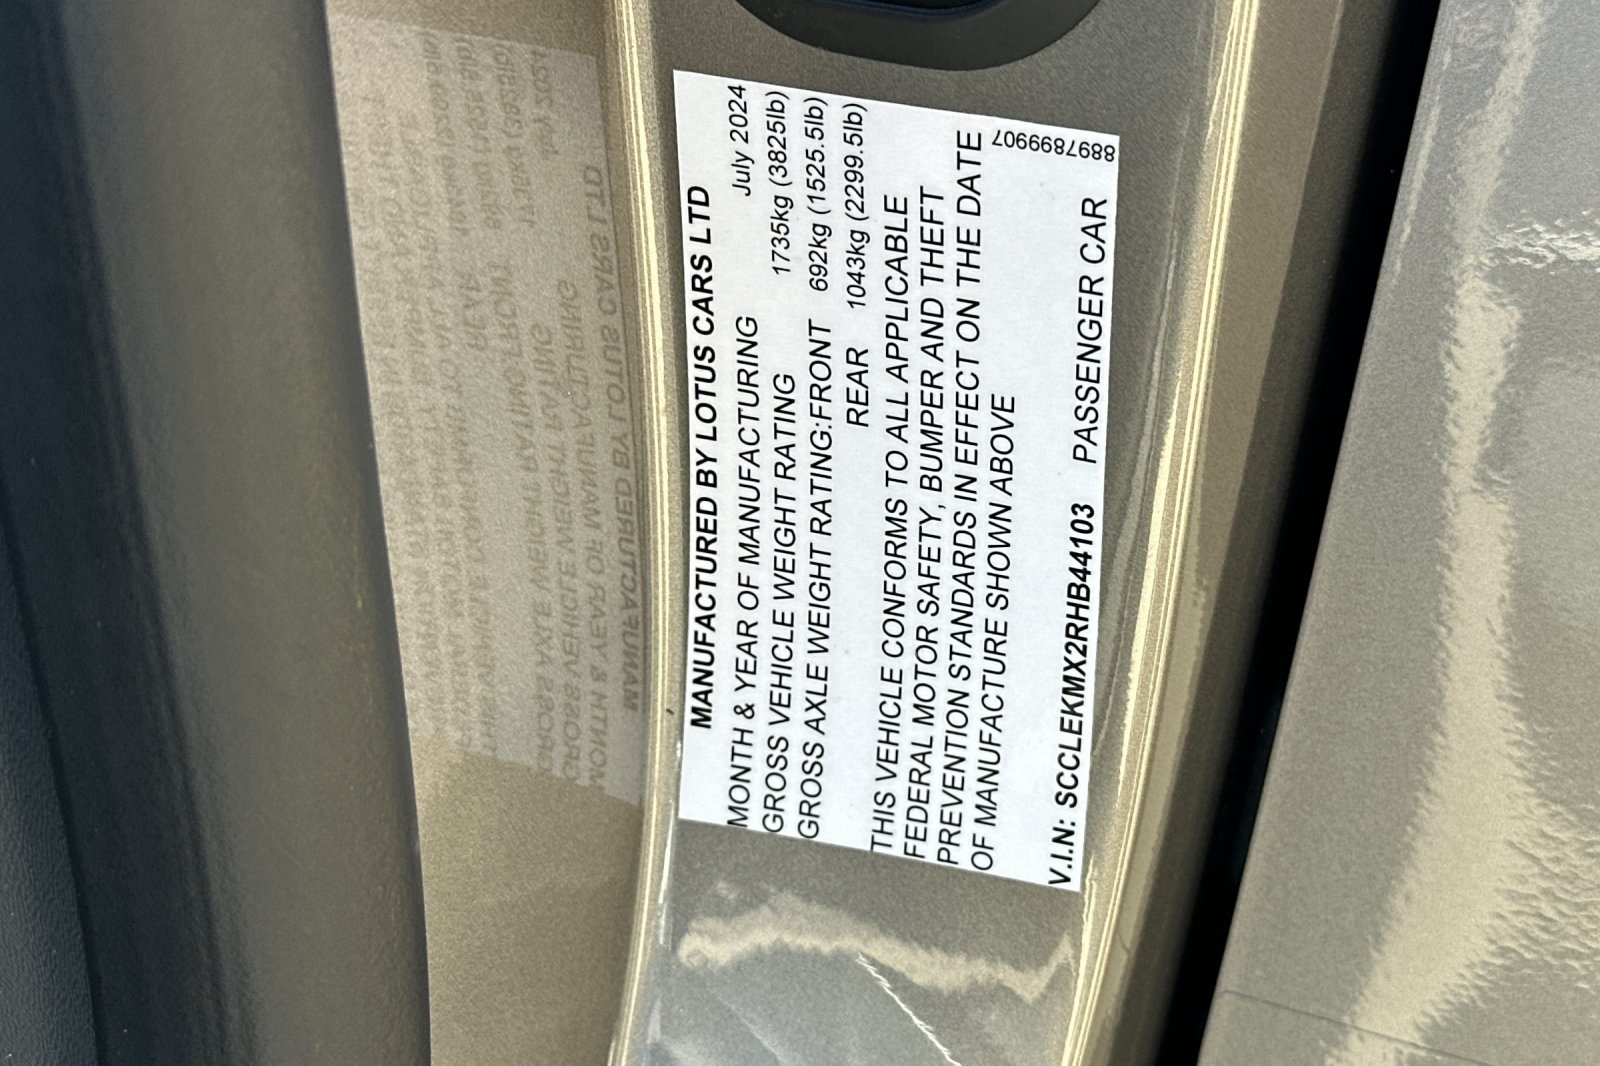 MANUFACTURED BY LOTUS CARS LTD
MONTH & YEAR OF MANUFACTURING July 2024
GROSS VEHICLE WEIGHT RATING 1735kg (3825lb)
GROSS AXLE WEIGHT RATING:FRONT 692kg (1525.5lb)
REAR 1043kg (2299.5lb)
THIS VEHICLE CONFORMS TO ALL APPLICABLE
FEDERAL MOTOR SAFETY, BUMPER AND THEFT
PREVENTION STANDARDS IN EFFECT ON THE DATE
OF MANUFACTURE SHOWN ABOVE
V.I.N: SCCLEKMX2RHB44103 PASSENGER CAR
8897899907